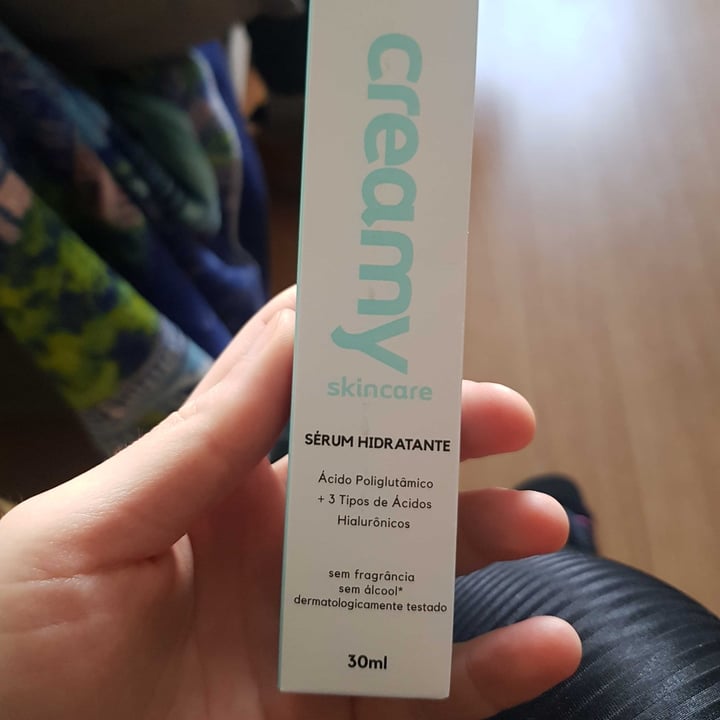 creamy
skincare
SÉRUM HIDRATANTE
Ácido Poliglutâmico
+ 3 Tipos de Ácidos
Hialurônicos
sem fragrância
sem álcool*
dermatologicamente testado
30ml